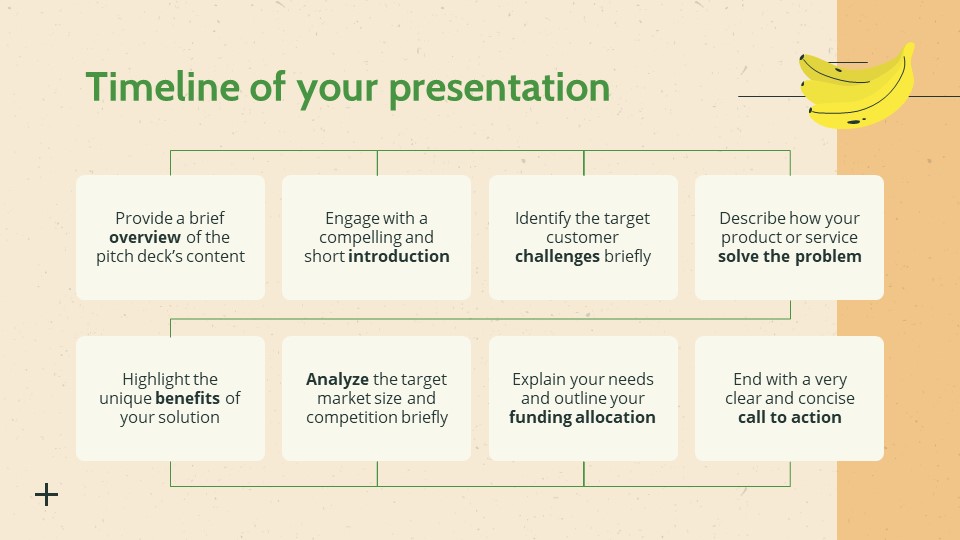 Timeline of your presentation
Provide a brief
overview of the
pitch deck’s content
Engage with a
compelling and
short introduction
Identify the target
customer
challenges briefly
Describe how your
product or service
solve the problem
Highlight the
unique benefits of
your solution
Analyze the target
market size and
competition briefly
Explain your needs
and outline your
funding allocation
End with a very
clear and concise
call to action